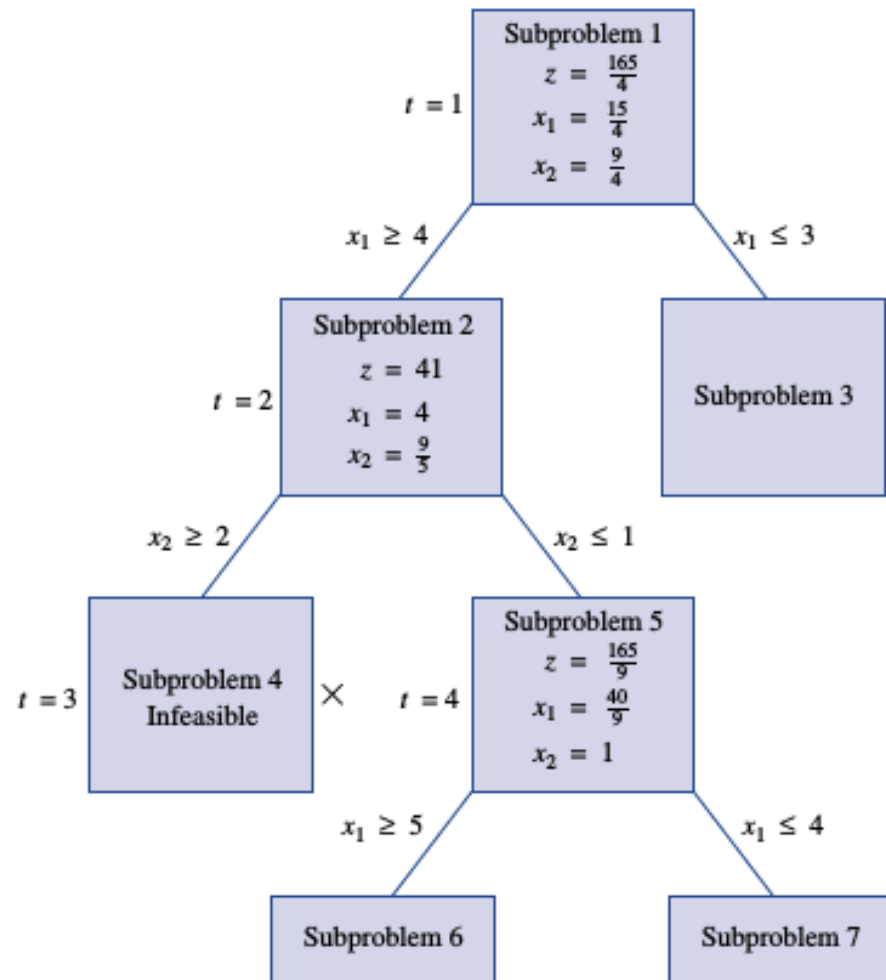 Subproblem 1
z = 165/4
t = 1
x₁ = 15/4
x₂ = 9/4
x₁ ≥ 4
x₁ ≤ 3
Subproblem 2
z = 41
t = 2
x₁ = 4
x₂ = 9/5
Subproblem 3
x₂ ≥ 2
x₂ ≤ 1
Subproblem 4
Infeasible
t = 3
×
Subproblem 5
z = 165/9
t = 4
x₁ = 40/9
x₂ = 1
x₁ ≥ 5
x₁ ≤ 4
Subproblem 6
Subproblem 7